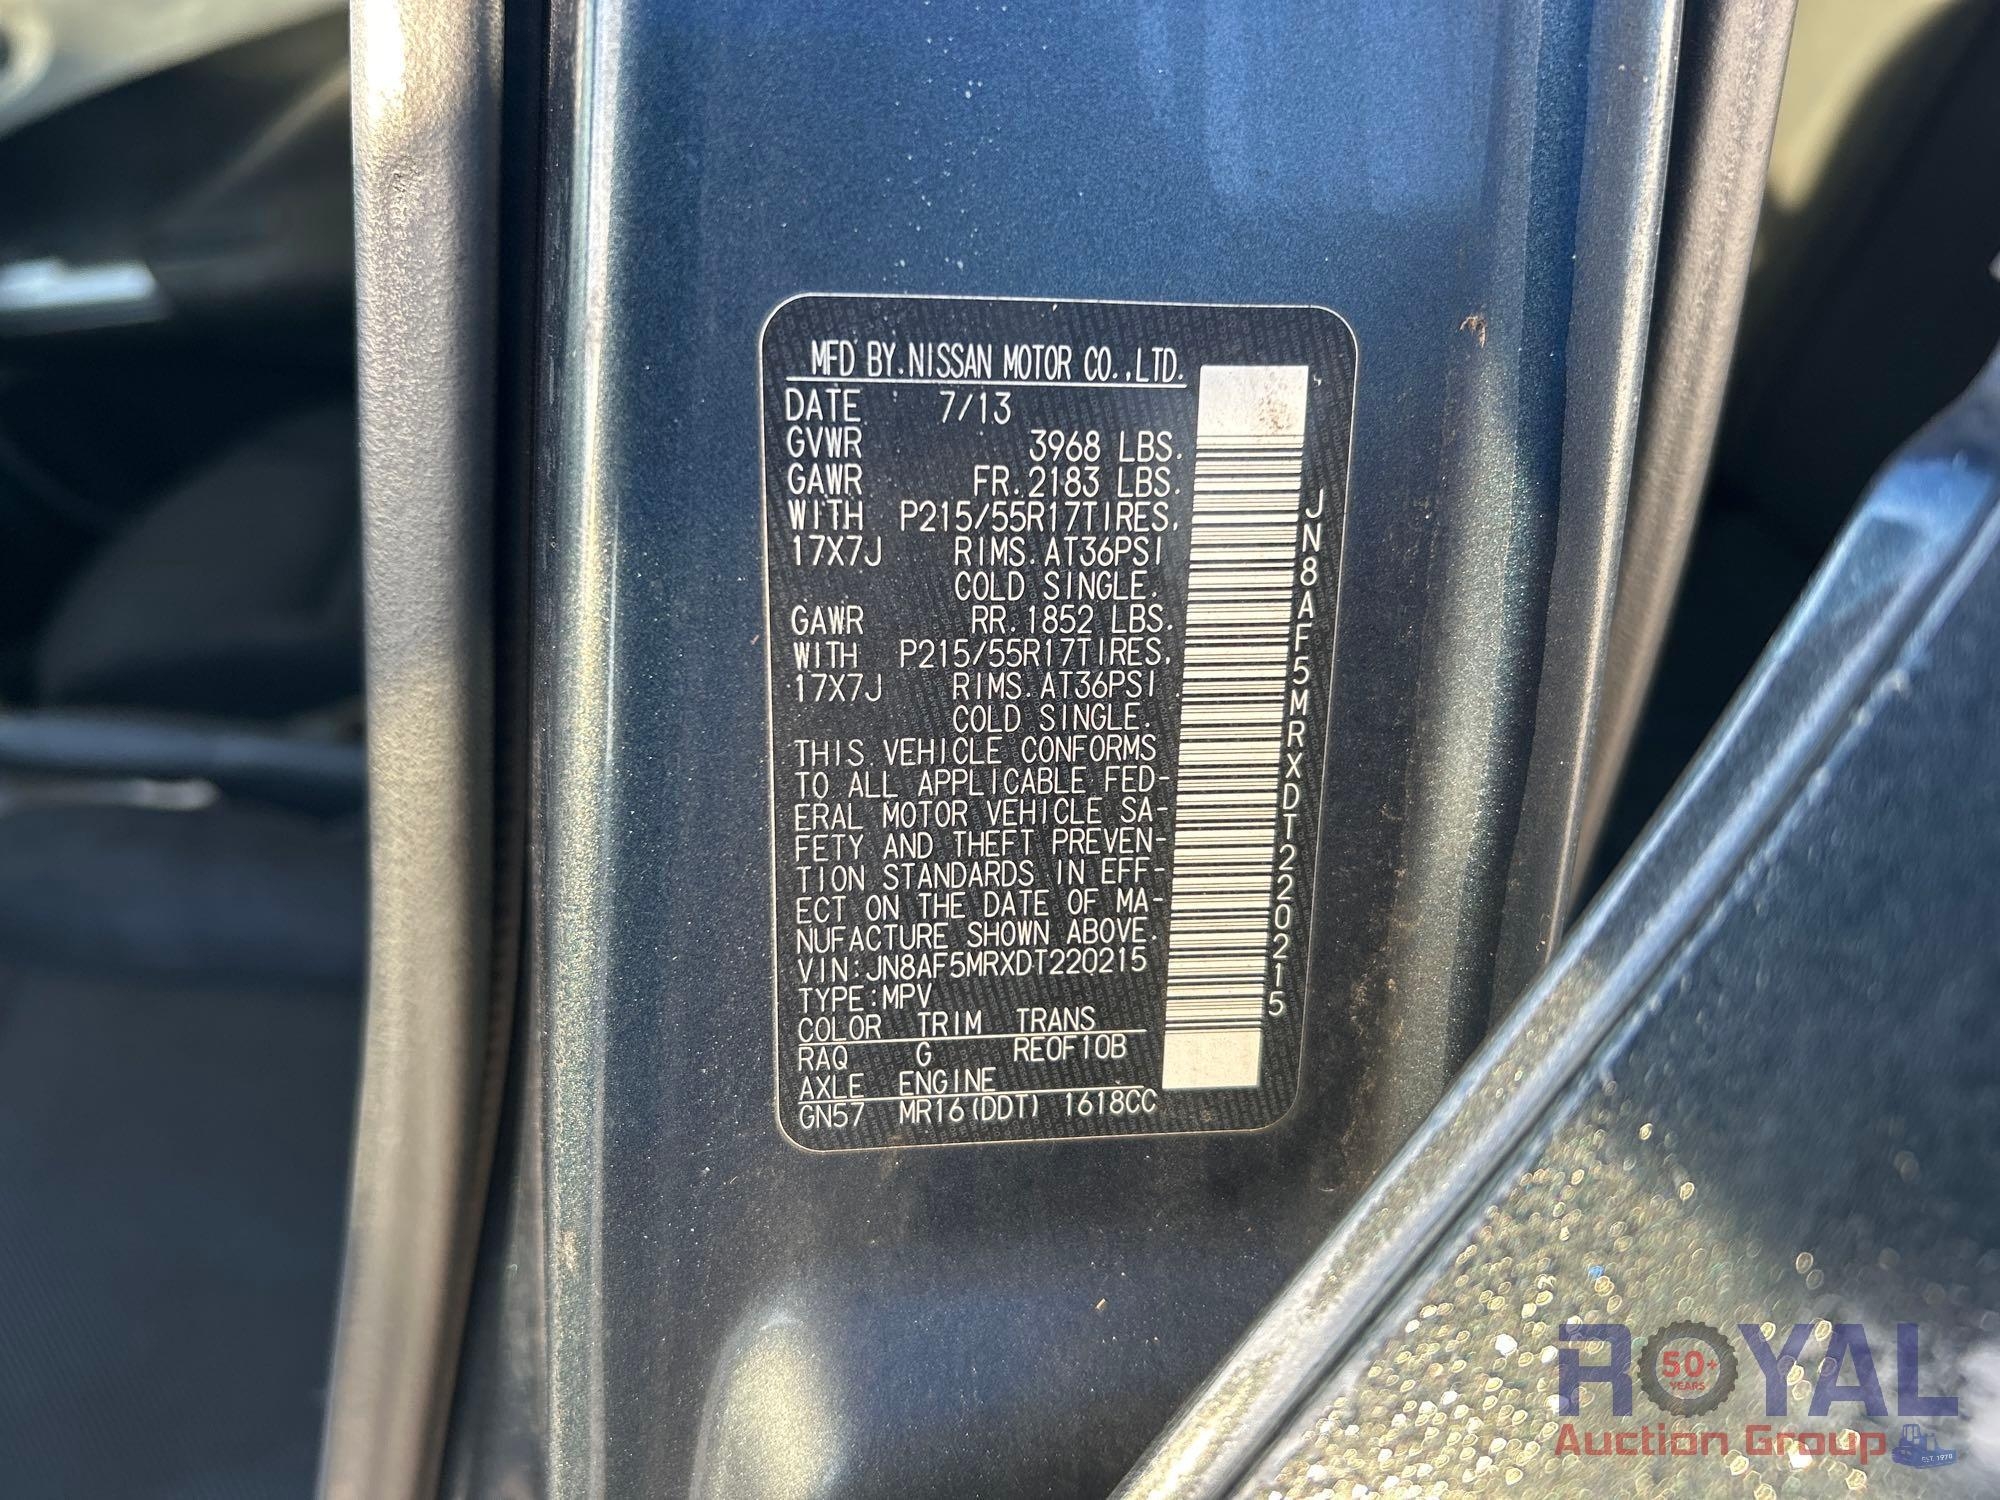 MFD BY.NISSAN MOTOR CO.,LTD.
DATE 7/13
GVWR 3968 LBS.
GAWR FR.2183 LBS.
WITH P215/55R17TIRES,
17X7J RIMS.AT36PSI
COLD SINGLE.
GAWR RR.1852 LBS.
WITH P215/55R17TIRES,
17X7J RIMS.AT36PSI
COLD SINGLE.
THIS VEHICLE CONFORMS
TO ALL APPLICABLE FED-
ERAL MOTOR VEHICLE SA-
FETY AND THEFT PREVEN-
TION STANDARDS IN EFF-
ECT ON THE DATE OF MA-
NUFACTURE SHOWN ABOVE.
VIN:JN8AF5MRXDT220215
TYPE:MPV
COLOR TRIM TRANS
RAQ G RE0F10B
AXLE ENGINE
GN57 MR16(DDT) 1618CC
JN8AF5MRXDT220215
ROYAL
50+
YEARS
Auction Group
EST. 1970